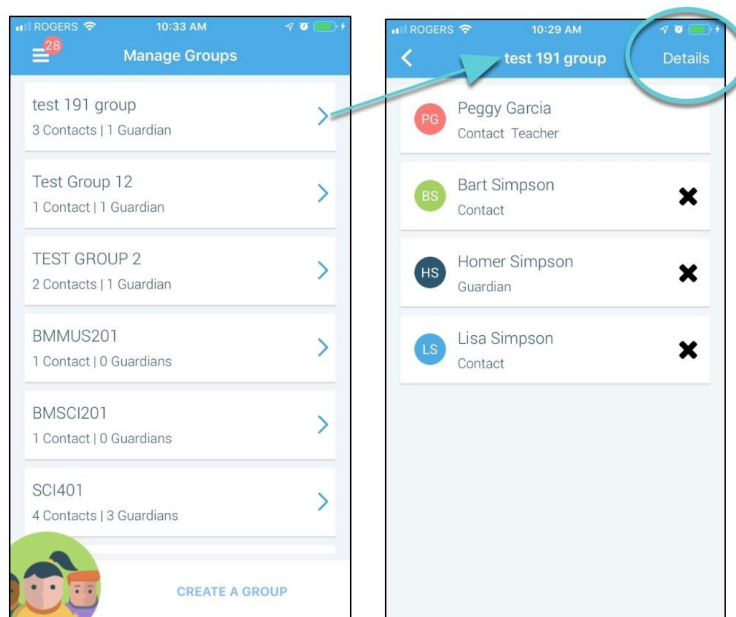 ROGERS 10:33 AM
28
Manage Groups
test 191 group
3 Contacts | 1 Guardian
Test Group 12
1 Contact | 1 Guardian
TEST GROUP 2
2 Contacts | 1 Guardian
BMMUS201
1 Contact | 0 Guardians
BMSCI201
1 Contact | 0 Guardians
SCI401
4 Contacts | 3 Guardians
CREATE A GROUP
ROGERS 10:29 AM
test 191 group Details
PG
Peggy Garcia
Contact Teacher
BS
Bart Simpson
Contact
HS
Homer Simpson
Guardian
LS
Lisa Simpson
Contact